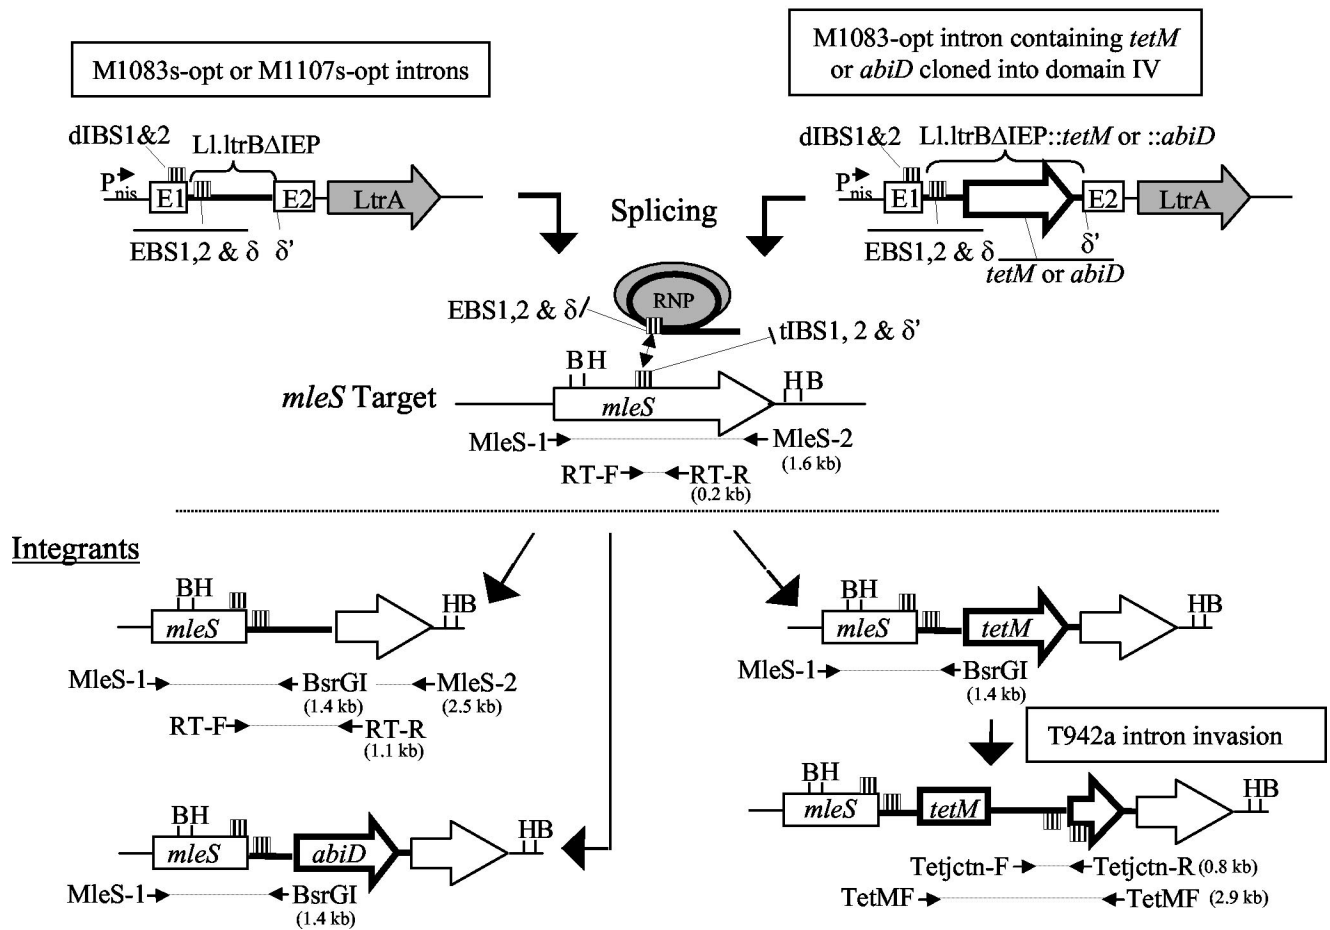 M1083s-opt or M1107s-opt introns
M1083-opt intron containing tetM
or abiD cloned into domain IV
dIBS1&2
Ll.ltrBΔIEP
Pnis
E1
E2
LtrA
EBS1,2 & δ
δ'
dIBS1&2
Ll.ltrBΔIEP::tetM or ::abiD
Pnis
E1
E2
LtrA
EBS1,2 & δ
δ'
tetM or abiD
Splicing
RNP
EBS1,2 & δ
tIBS1, 2 & δ'
BH
HB
mleS Target
mleS
MleS-1
MleS-2
(1.6 kb)
RT-F
RT-R
(0.2 kb)
Integrants
BH
HB
mleS
MleS-1
BsrGI
(1.4 kb)
MleS-2
(2.5 kb)
RT-F
RT-R
(1.1 kb)
BH
HB
mleS
tetM
MleS-1
BsrGI
(1.4 kb)
T942a intron invasion
BH
HB
mleS
tetM
Tetjctn-F
Tetjctn-R (0.8 kb)
TetMF
TetMF (2.9 kb)
BH
HB
mleS
abiD
MleS-1
BsrGI
(1.4 kb)